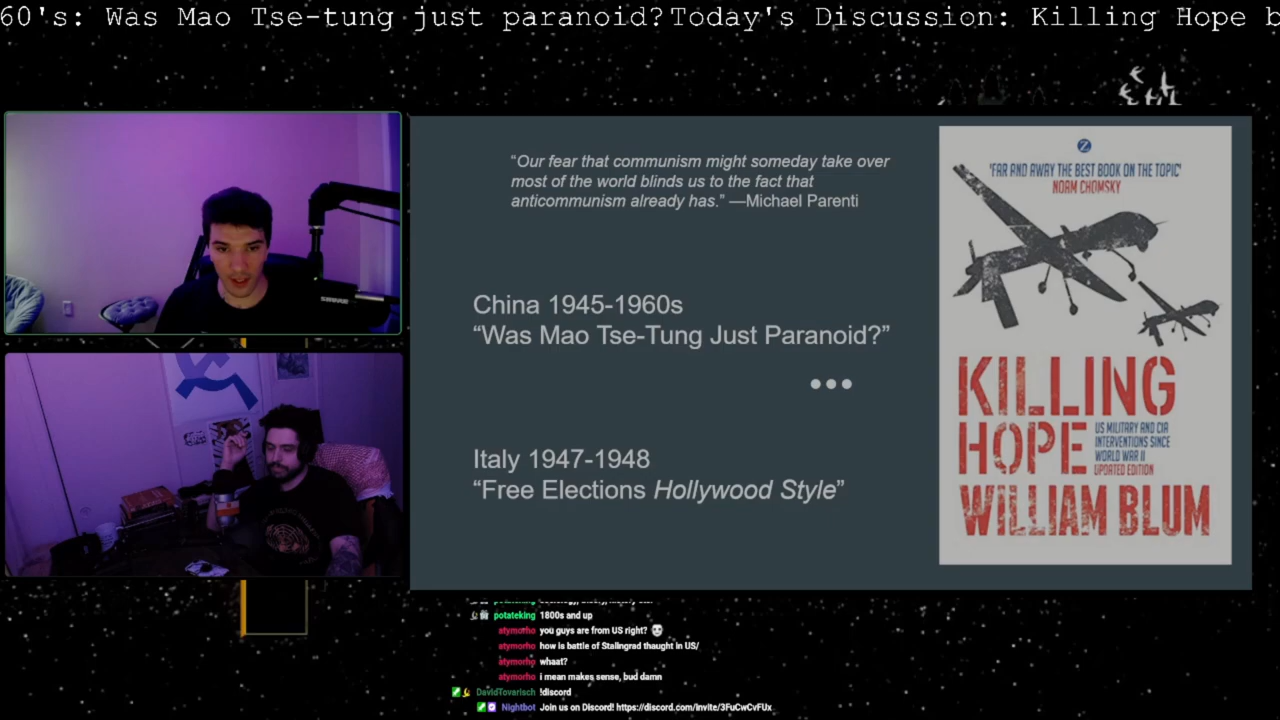 60's: Was Mao Tse-tung just paranoid? Today's Discussion: Killing Hope b
“Our fear that communism might someday take over
most of the world blinds us to the fact that
anticommunism already has.” —Michael Parenti
China 1945-1960s
“Was Mao Tse-Tung Just Paranoid?”
Italy 1947-1948
“Free Elections Hollywood Style”
'FAR AND AWAY THE BEST BOOK ON THE TOPIC'
NOAM CHOMSKY
KILLING
HOPE
US MILITARY AND CIA
INTERVENTIONS SINCE
WORLD WAR II
UPDATED EDITION
WILLIAM BLUM
SHURE
potateking 1800s and up
atymorho you guys are from US right?
atymorho how is battle of Stalingrad thaught in US/
atymorho whaat?
atymorho i mean makes sense, bud damn
DavidTovarisch !discord
Nightbot Join us on Discord! https://discord.com/invite/3FuCwCvFUx